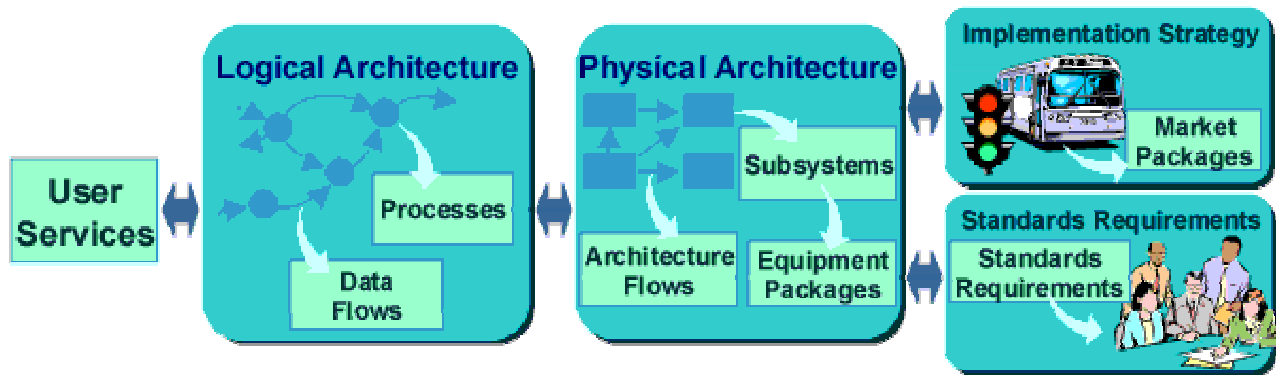 User
Services
Logical Architecture
Processes
Data
Flows
Physical Architecture
Subsystems
Architecture
Flows
Equipment
Packages
Implementation Strategy
Market
Packages
Standards Requirements
Standards
Requirements